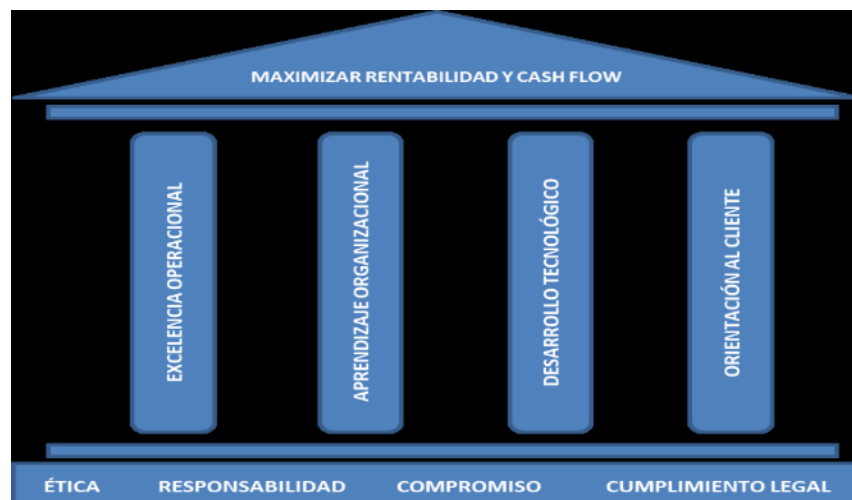 MAXIMIZAR RENTABILIDAD Y CASH FLOW
EXCELENCIA OPERACIONAL
APRENDIZAJE ORGANIZACIONAL
DESARROLLO TECNOLÓGICO
ORIENTACIÓN AL CLIENTE
ÉTICA RESPONSABILIDAD COMPROMISO CUMPLIMIENTO LEGAL